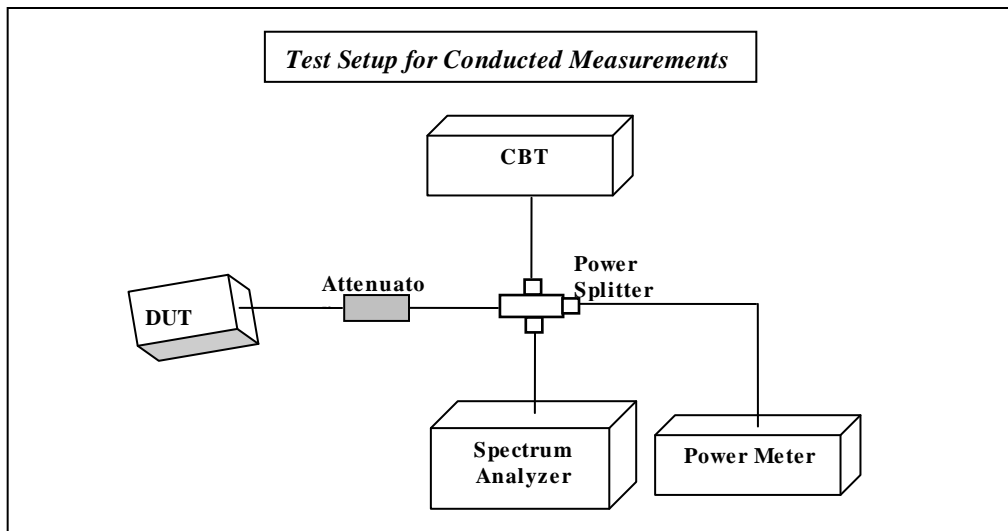 Test Setup for Conducted Measurements
CBT
Power
Splitter
Attenuato
DUT
Spectrum
Analyzer
Power Meter